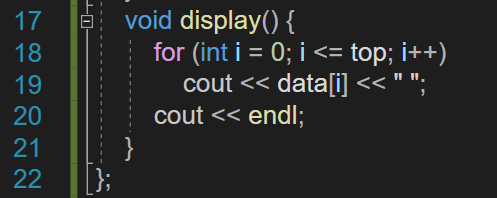 17 void display() {
18 for (int i = 0; i <= top; i++)
19 cout << data[i] << " ";
20 cout << endl;
21 }
22 };